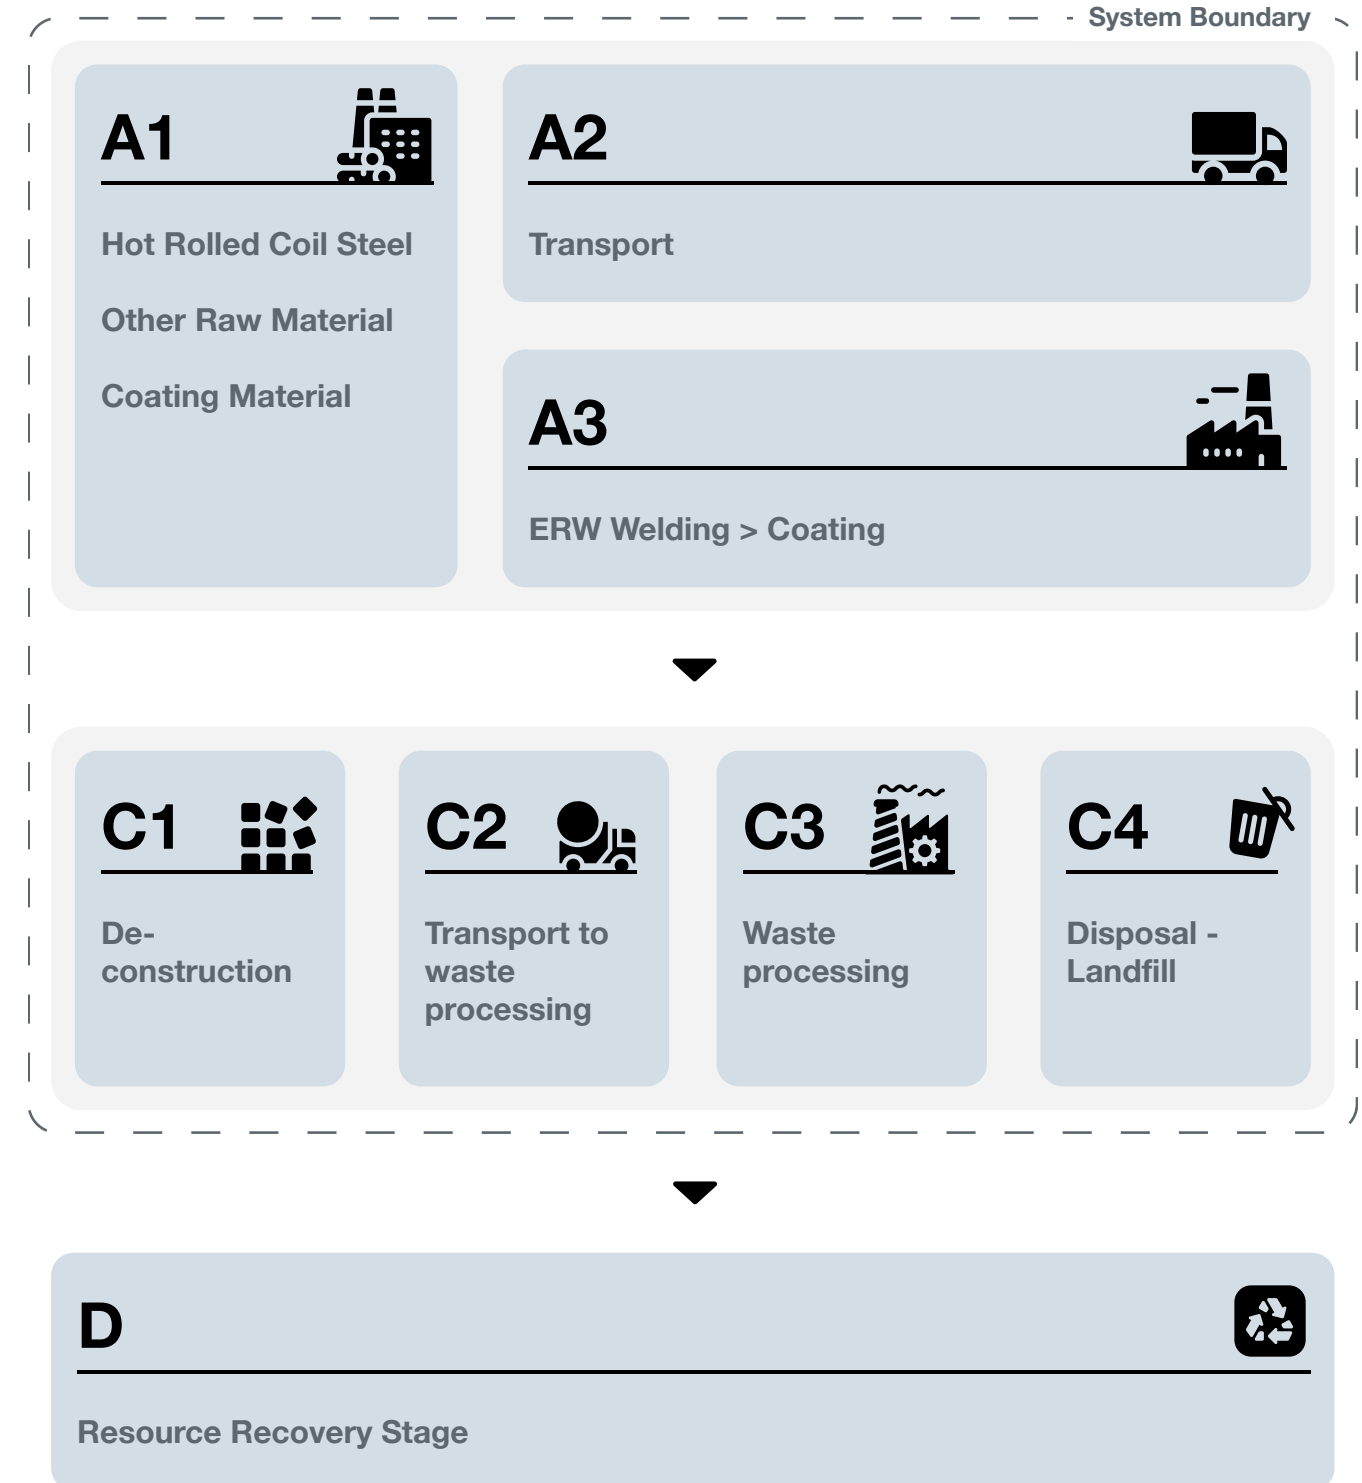 System Boundary
A1
Hot Rolled Coil Steel
Other Raw Material
Coating Material
A2
Transport
A3
ERW Welding > Coating
C1
De-
construction
C2
Transport to
waste
processing
C3
Waste
processing
C4
Disposal -
Landfill
D
Resource Recovery Stage